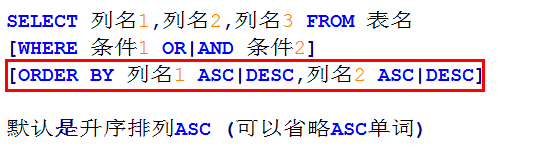 SELECT 列名1,列名2,列名3 FROM 表名
[WHERE 条件1 OR|AND 条件2]
[ORDER BY 列名1 ASC|DESC,列名2 ASC|DESC]
默认是升序排列ASC (可以省略ASC单词)